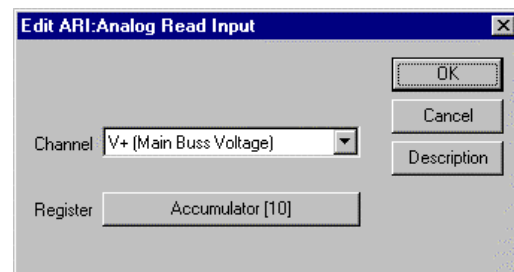 Edit ARI:Analog Read Input
OK
Cancel
Channel V+ (Main Buss Voltage)
Description
Register Accumulator [10]